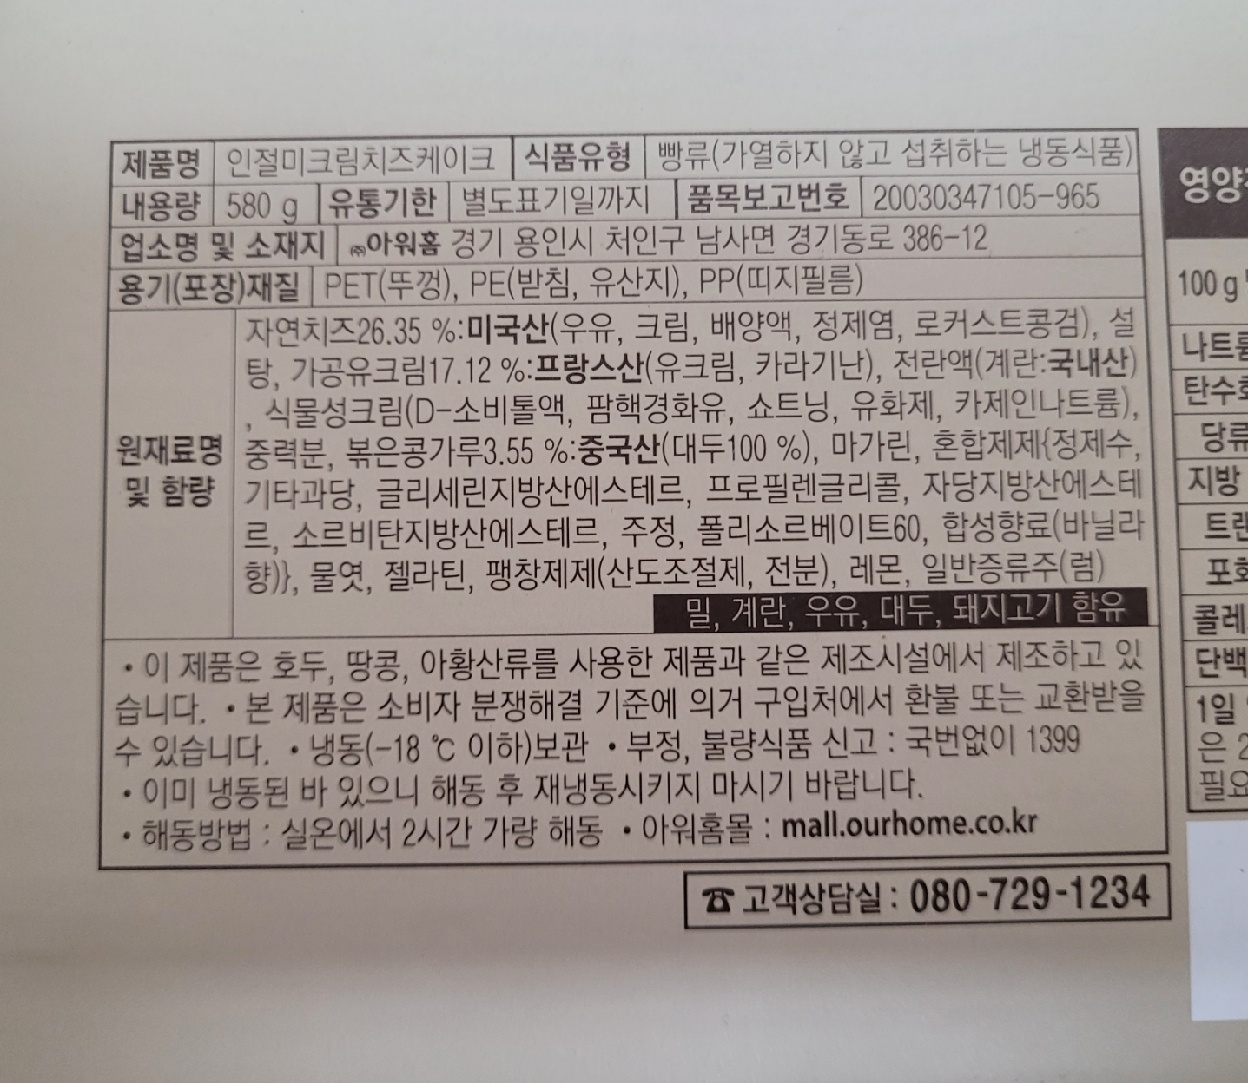 제품명 인절미크림치즈케이크 식품유형 빵류(가열하지 않고 섭취하는 냉동식품)
내용량 580 g 유통기한 별도표기일까지 품목보고번호 20030347105-965
업소명 및 소재지 ㈜아워홈 경기 용인시 처인구 남사면 경기동로 386-12
용기(포장)재질 PET(뚜껑), PE(받침, 유산지), PP(띠지필름)
원재료명
및 함량
자연치즈26.35 %:미국산(우유, 크림, 배양액, 정제염, 로커스트콩검), 설
탕, 가공유크림17.12 %:프랑스산(유크림, 카라기난), 전란액(계란:국내산)
, 식물성크림(D-소비톨액, 팜핵경화유, 쇼트닝, 유화제, 카제인나트륨),
중력분, 볶은콩가루3.55 %:중국산(대두100 %), 마가린, 혼합제제{정제수,
기타과당, 글리세린지방산에스테르, 프로필렌글리콜, 자당지방산에스테
르, 소르비탄지방산에스테르, 주정, 폴리소르베이트60, 합성향료(바닐라
향)}, 물엿, 젤라틴, 팽창제제(산도조절제, 전분), 레몬, 일반증류주(럼)
밀, 계란, 우유, 대두, 돼지고기 함유
• 이 제품은 호두, 땅콩, 아황산류를 사용한 제품과 같은 제조시설에서 제조하고 있
습니다. • 본 제품은 소비자 분쟁해결 기준에 의거 구입처에서 환불 또는 교환받을
수 있습니다. • 냉동(-18 ℃ 이하)보관 • 부정, 불량식품 신고 : 국번없이 1399
• 이미 냉동된 바 있으니 해동 후 재냉동시키지 마시기 바랍니다.
• 해동방법 : 실온에서 2시간 가량 해동 • 아워홈몰 : mall.ourhome.co.kr
☎ 고객상담실 : 080-729-1234
영양
100 g
나트륨
탄수화
당류
지방
트랜
포화
콜레
단백
1일
은 2
필요